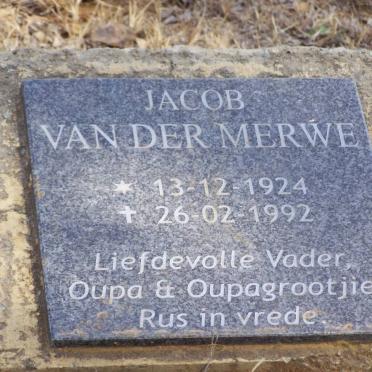 JACOB
VAN DER MERWE
* 13-12-1924
✝ 26-02-1992
Liefdevolle Vader,
Oupa & Oupagrootjie
Rus in vrede.